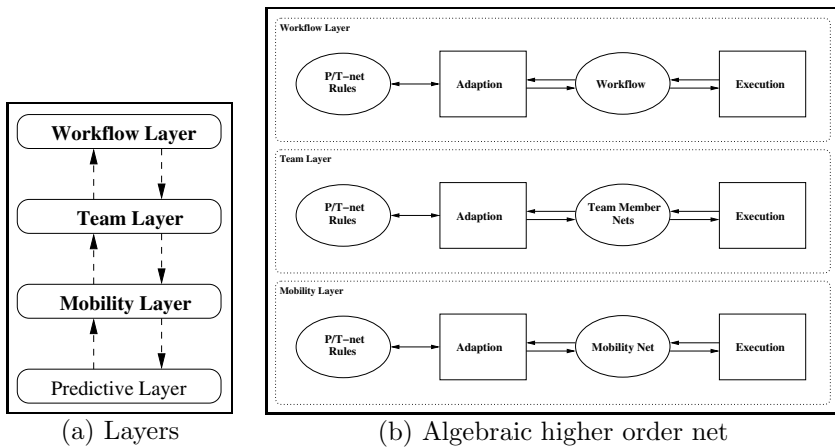 Workflow Layer
Team Layer
Mobility Layer
Predictive Layer
(a) Layers
Workflow Layer
P/T-net
Rules
Adaption
Workflow
Execution
Team Layer
P/T-net
Rules
Adaption
Team Member
Nets
Execution
Mobility Layer
P/T-net
Rules
Adaption
Mobility Net
Execution
(b) Algebraic higher order net